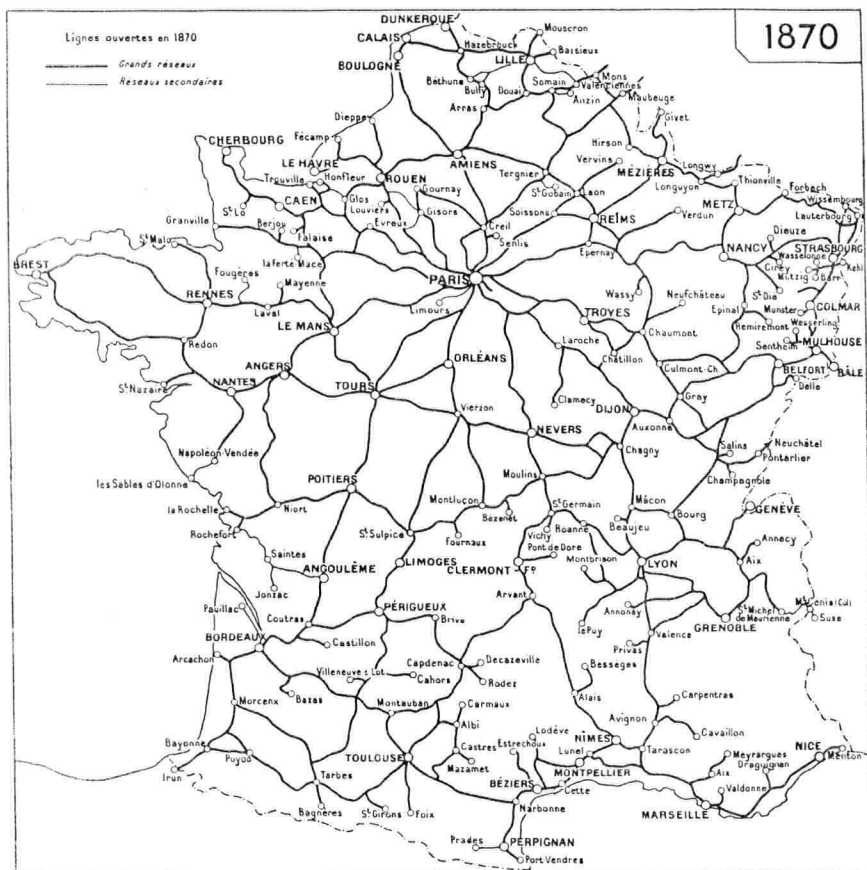 1870
Lignes ouvertes en 1870
Grands réseaux
Réseaux secondaires
DUNKERQUE
CALAIS
BOULOGNE
Hazebrouck
Mouscron
Baisieux
LILLE
Béthune
Bully
Douai
Somain
Mons
Valenciennes
Anzin
Maubeuge
Givet
Arras
Dieppe
Fécamp
CHERBOURG
LE HAVRE
Trouville
Honfleur
ROUEN
AMIENS
Gournay
Tergnier
Hirson
Vervins
MÉZIÈRES
Longwy
Longuyon
Thionville
Forbach
Wissembourg
Lauterbourg
St Lo
CAEN
Glos
Louviers
Gisors
St Gobain
Laon
Soissons
REÎMS
Verdun
METZ
Dieuze
Granville
Berjou
Falaise
Evreux
Creil
Senlis
Epernay
NANCY
STRASBOURG
Wasselonne
Kehl
Cirey
Mützig
Barr
St Malo
BREST
la Ferté Macé
PARIS
Fougères
Mayenne
RENNES
Laval
Limours
Wassy
Neufchâteau
St Dié
Epinal
Munster
COLMAR
Remiremont
Wesserling
LE MANS
TROYES
Chaumont
Sentheim
MULHOUSE
Redon
ANGERS
ORLÉANS
Laroche
Châtillon
Culmont-Ch.
BELFORT
BÂLE
Delle
St Nazaire
NANTES
TOURS
Clamecy
DIJON
Gray
Auxonne
Vierzon
NEVERS
Chagny
Salins
Neuchâtel
Pontarlier
Champagnole
Napoléon-Vendée
les Sables d'Olonne
POITIERS
Moulins
Montluçon
Bézenet
St Germain
Mâcon
Bourg
GENÈVE
la Rochelle
Niort
Rochefort
St Sulpice
Fournaux
Vichy
Roanne
Beaujeu
Annecy
Saintes
ANGOULÊME
LIMOGES
CLERMONT-Fd
Pont de Dore
Montbrison
LYON
Aix
Jonzac
Pauillac
Arvant
Annonay
St Michel
de Maurienne
Mt Cenis (Col)
Suse
Coutras
PÉRIGUEUX
Brive
le Puy
GRENOBLE
BORDEAUX
Castillon
Privas
Valence
Arcachon
Capdenac
Decazeville
Rodez
Bessèges
Villeneuve s Lot
Cahors
Bazas
Morcenx
Montauban
Carmaux
Albi
Alais
Carpentras
Avignon
Cavaillon
Bayonne
Puyoo
Irun
TOULOUSE
Castres
Mazamet
Lodève
Estrechoux
NÎMES
Lunel
Tarascon
Meyrargues
Draguignan
NICE
Menton
Tarbes
Bagnères
St Girons
Foix
BÉZIERS
MONTPELLIER
Cette
Aix
Valdonne
MARSEILLE
Narbonne
Prades
PERPIGNAN
Port Vendres